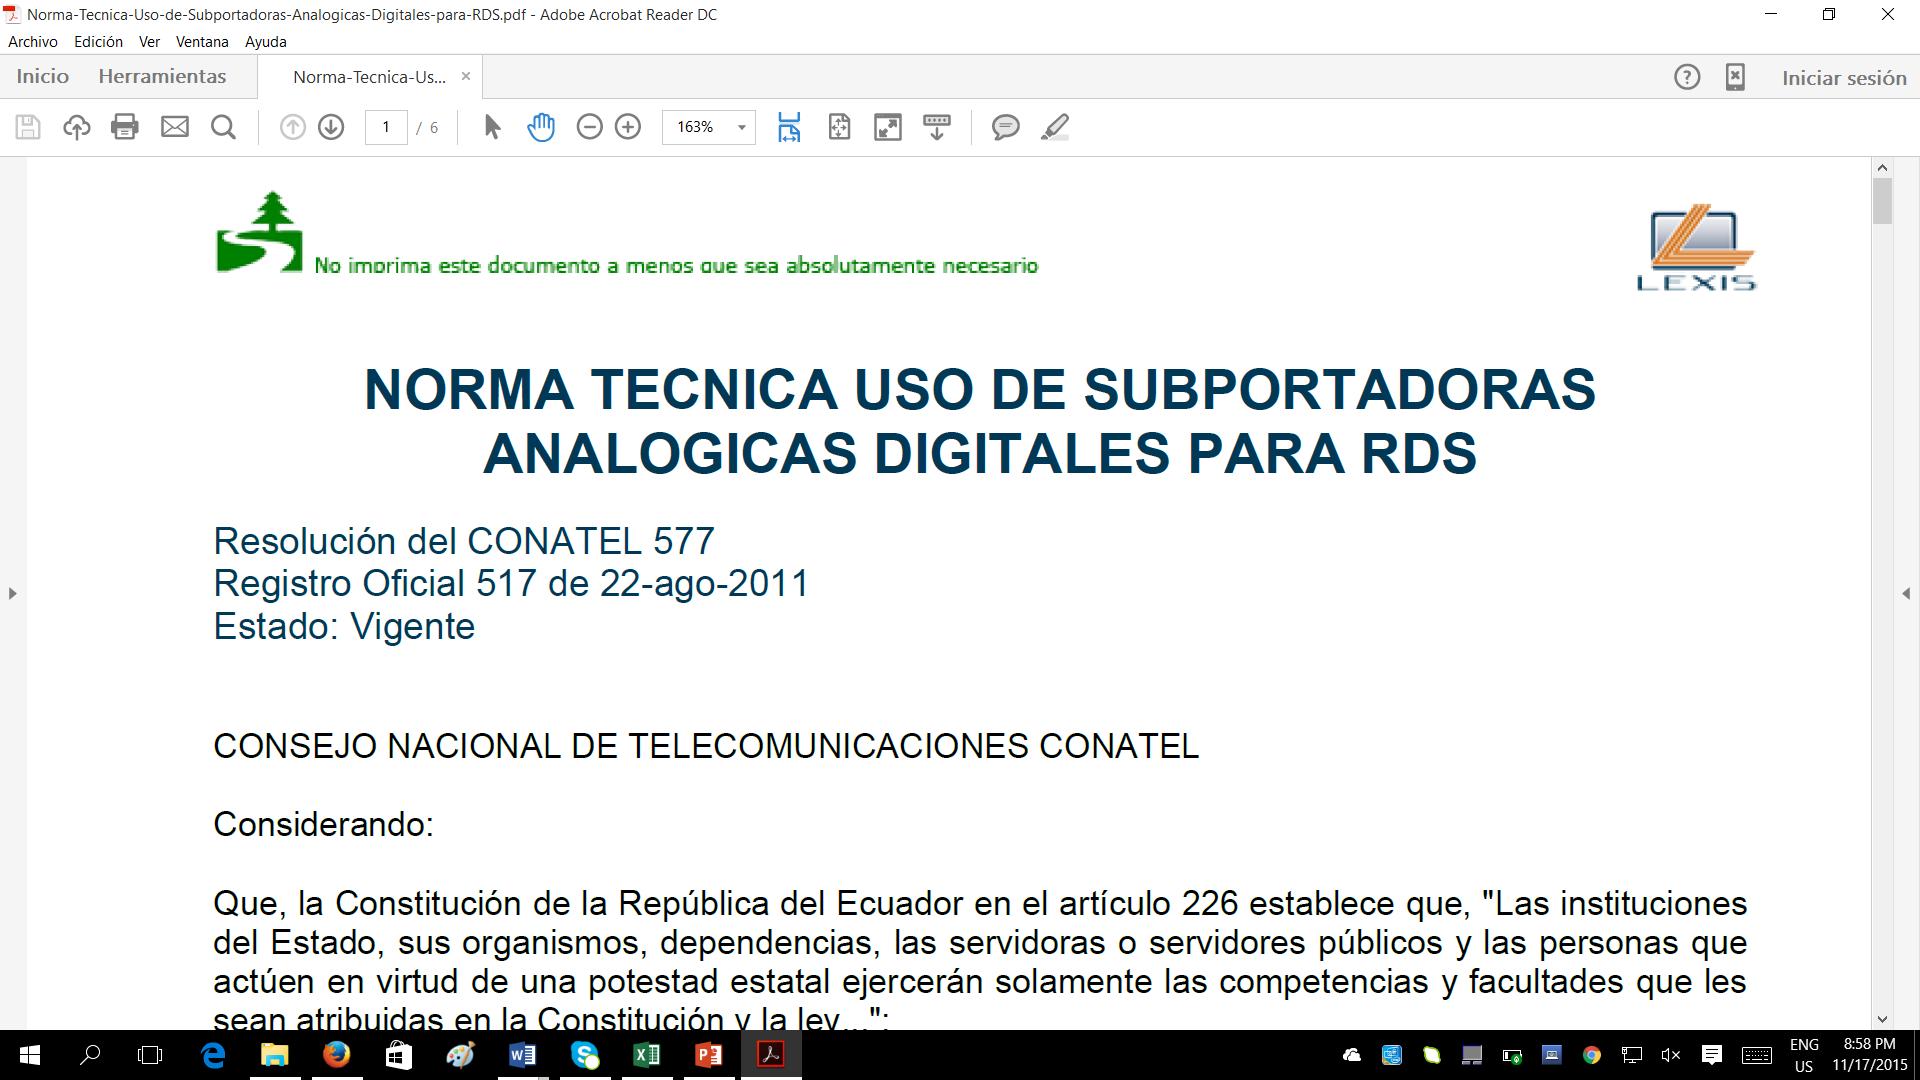 Norma-Tecnica-Uso-de-Subportadoras-Analogicas-Digitales-para-RDS.pdf - Adobe Acrobat Reader DC
Archivo Edición Ver Ventana Ayuda
Inicio Herramientas Norma-Tecnica-Us... Iniciar sesión
1 / 6 163%
No imprima este documento a menos que sea absolutamente necesario
LEXIS
NORMA TECNICA USO DE SUBPORTADORAS
ANALOGICAS DIGITALES PARA RDS
Resolución del CONATEL 577
Registro Oficial 517 de 22-ago-2011
Estado: Vigente
CONSEJO NACIONAL DE TELECOMUNICACIONES CONATEL
Considerando:
Que, la Constitución de la República del Ecuador en el artículo 226 establece que, "Las instituciones
del Estado, sus organismos, dependencias, las servidoras o servidores públicos y las personas que
actúen en virtud de una potestad estatal ejercerán solamente las competencias y facultades que les
sean atribuidas en la Constitución y la ley...";
ENG 8:58 PM
US 11/17/2015